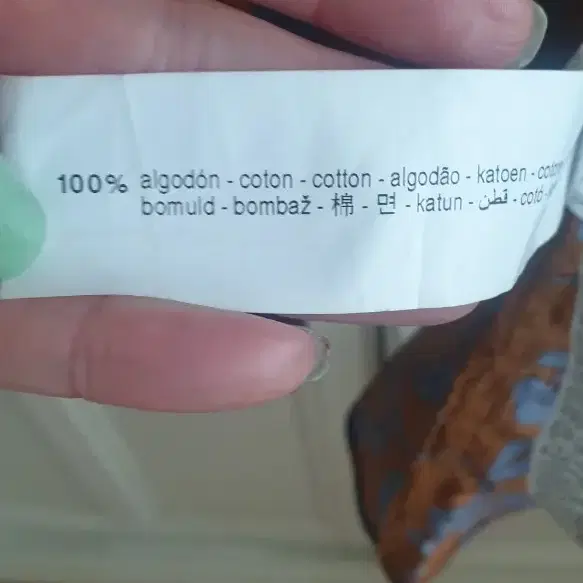 100% algodón - coton - cotton - algodão - katoen -
bomuld - bombaž - 棉 - 면 - katun - قطن - cotó -